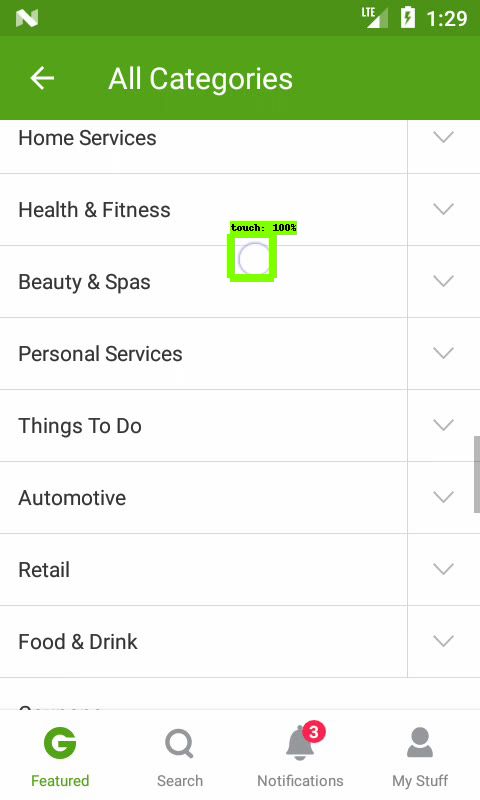 LTE 1:29
All Categories
Home Services
touch: 100%
Health & Fitness
Beauty & Spas
Personal Services
Things To Do
Automotive
Retail
Food & Drink
G
3
Featured Search Notifications My Stuff